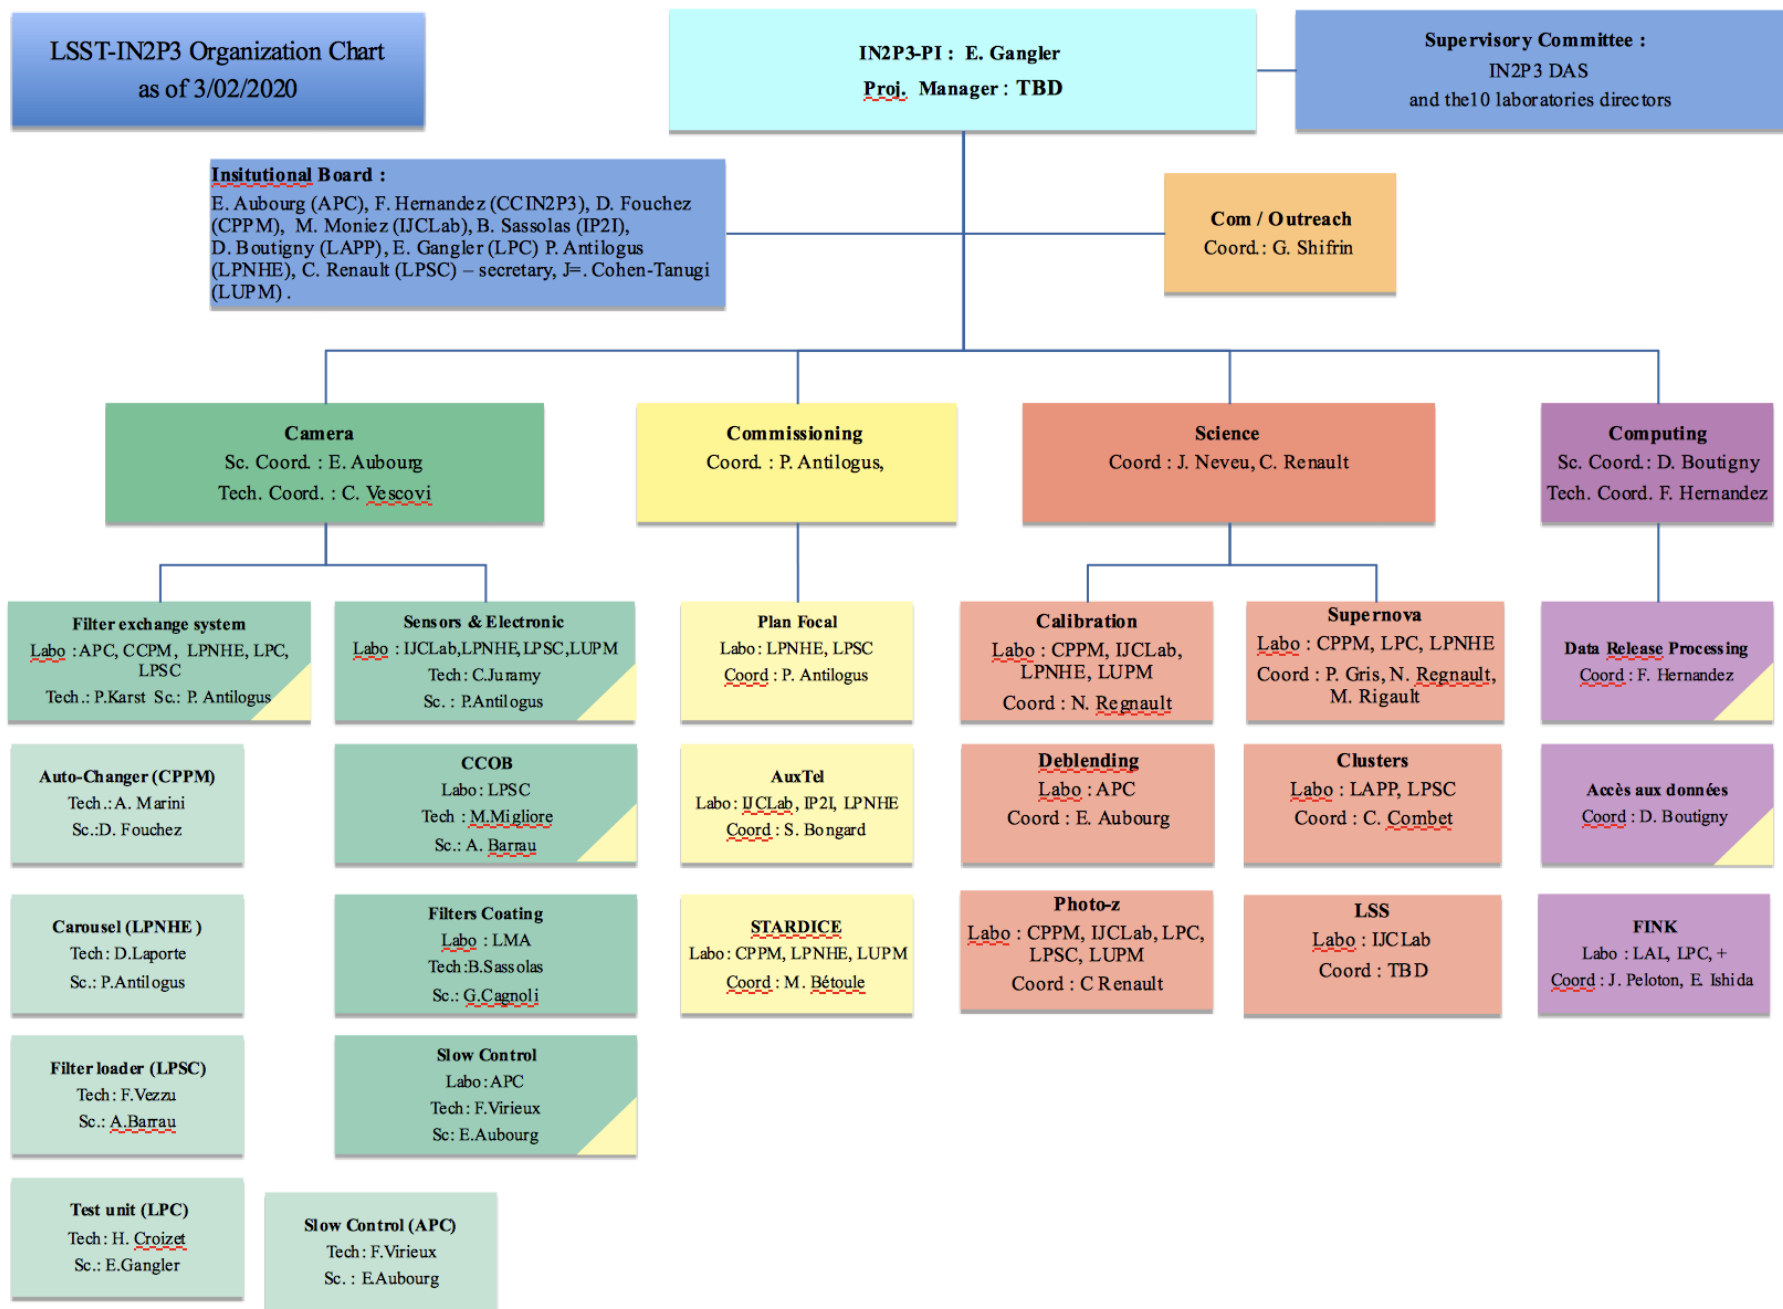 LSST-IN2P3 Organization Chart
as of 3/02/2020
IN2P3-PI : E. Gangler
Proj. Manager : TBD
Supervisory Committee :
IN2P3 DAS
and the10 laboratories directors
Insitutional Board :
E. Aubourg (APC), F. Hernandez (CCIN2P3), D. Fouchez
(CPPM), M. Moniez (IJCLab), B. Sassolas (IP2I),
D. Boutigny (LAPP), E. Gangler (LPC) P. Antilogus
(LPNHE), C. Renault (LPSC) – secretary, J=. Cohen-Tanugi
(LUPM) .
Com / Outreach
Coord.: G. Shifrin
Camera
Sc. Coord. : E. Aubourg
Tech. Coord. : C. Vescovi
Commissioning
Coord. : P. Antilogus,
Science
Coord : J. Neveu, C. Renault
Computing
Sc. Coord.: D. Boutigny
Tech. Coord. F. Hernandez
Filter exchange system
Labo : APC, CCPM, LPNHE, LPC,
LPSC
Tech.: P.Karst Sc.: P. Antilogus
Sensors & Electronic
Labo : IJCLab,LPNHE,LPSC,LUPM
Tech: C.Juramy
Sc. : P.Antilogus
Plan Focal
Labo: LPNHE, LPSC
Coord : P. Antilogus
Calibration
Labo : CPPM, IJCLab,
LPNHE, LUPM
Coord : N. Regnault
Supernova
Labo : CPPM, LPC, LPNHE
Coord : P. Gris, N. Regnault,
M. Rigault
Data Release Processing
Coord : F. Hernandez
Auto-Changer (CPPM)
Tech.: A. Marini
Sc.:D. Fouchez
CCOB
Labo: LPSC
Tech : M.Migliore
Sc.: A. Barrau
AuxTel
Labo: IJCLab, IP2I, LPNHE
Coord : S. Bongard
Deblending
Labo : APC
Coord : E. Aubourg
Clusters
Labo : LAPP, LPSC
Coord : C. Combet
Accès aux données
Coord : D. Boutigny
Carousel (LPNHE )
Tech: D.Laporte
Sc.: P.Antilogus
Filters Coating
Labo : LMA
Tech:B.Sassolas
Sc.: G.Cagnoli
STARDICE
Labo: CPPM, LPNHE, LUPM
Coord : M. Bétoule
Photo-z
Labo : CPPM, IJCLab, LPC,
LPSC, LUPM
Coord : C Renault
LSS
Labo : IJCLab
Coord : TBD
FINK
Labo : LAL, LPC, +
Coord : J. Peloton, E. Ishida
Filter loader (LPSC)
Tech: F.Vezzu
Sc.: A.Barrau
Slow Control
Labo: APC
Tech: F.Virieux
Sc: E.Aubourg
Test unit (LPC)
Tech: H. Croizet
Sc.: E.Gangler
Slow Control (APC)
Tech: F.Virieux
Sc. : E.Aubourg